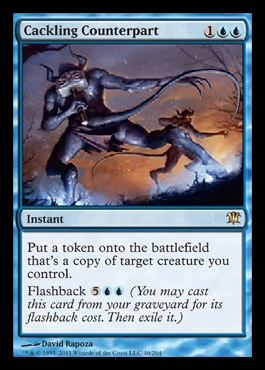 Cackling Counterpart 1
Instant
Put a token onto the battlefield
that's a copy of target creature you
control.
Flashback 5 (You may cast
this card from your graveyard for its
flashback cost. Then exile it.)
David Rapoza
™ & © 1993–2011 Wizards of the Coast LLC 46/264